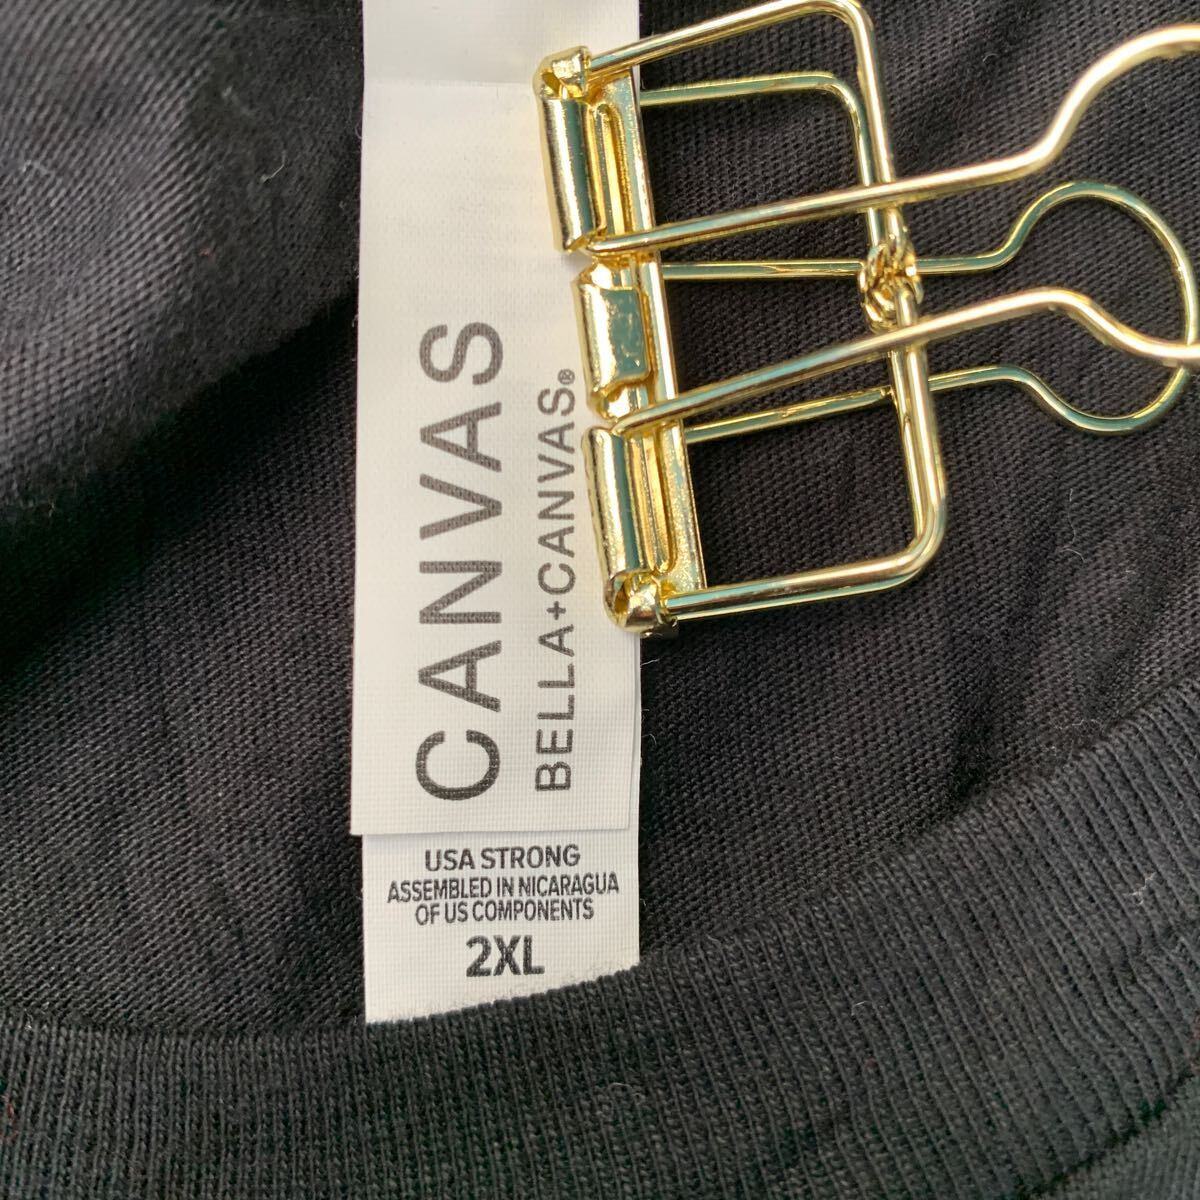 CANVAS
BELLA+CANVAS®
USA STRONG
ASSEMBLED IN NICARAGUA
OF US COMPONENTS
2XL